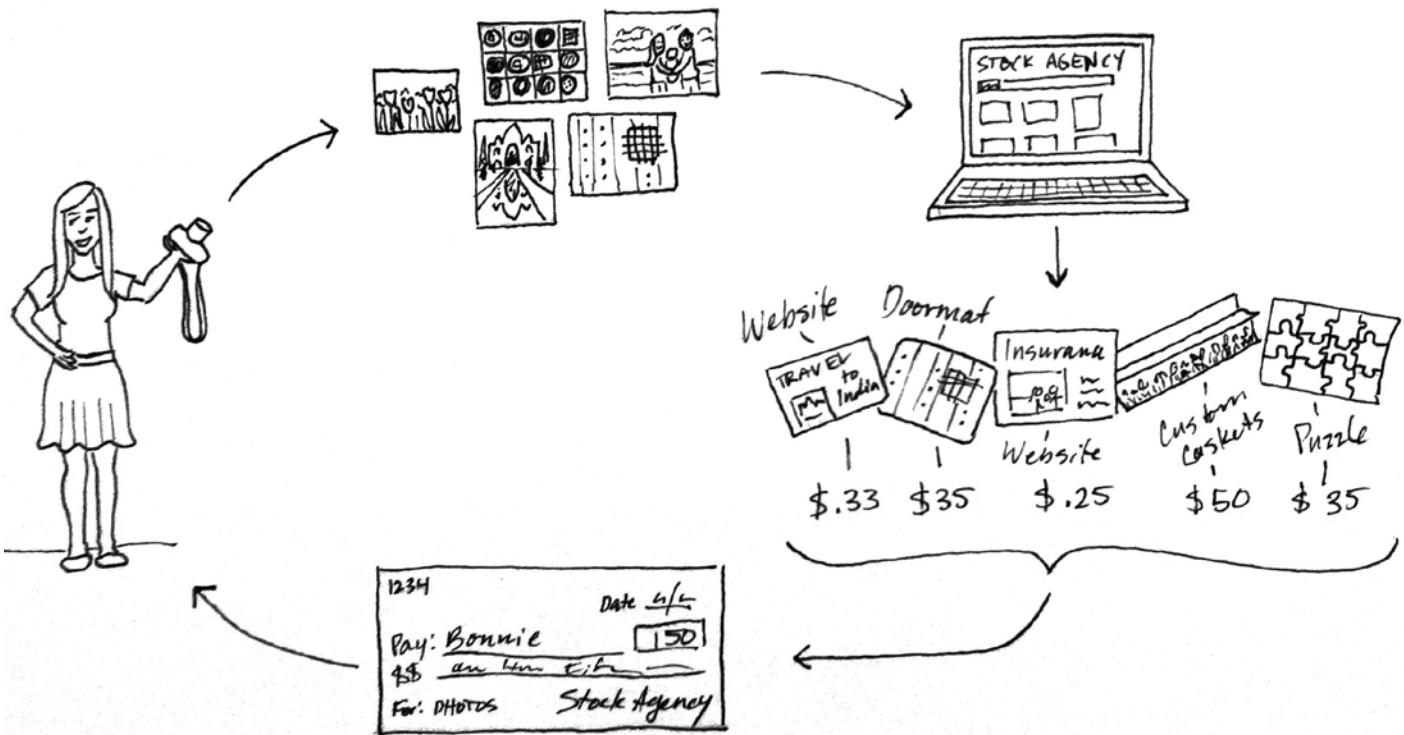 STOCK AGENCY
Website
Doormat
TRAVEL
to
India
Insurance
Website
Custom
Caskets
Puzzle
$.33
$35
$.25
$50
$35
1234
Date
Pay: Bonnie
150
$$
For: PHOTOS
Stock Agency